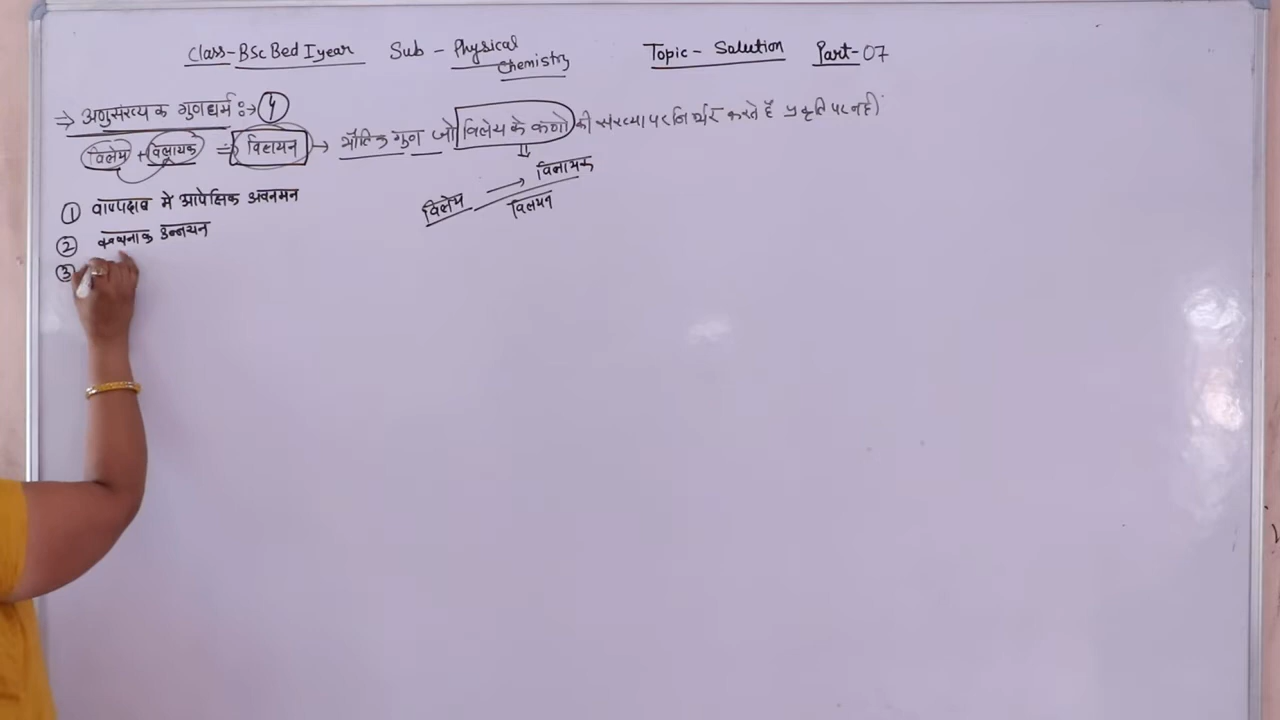 Class-BSc Bed I year Sub - Physical Chemistry Topic - Solution Part-07
⇒ अणुसंख्यक गुणधर्म :→ 4
विलेय + विलायक ⇒ विलयन → भौतिक गुण जो विलेय के कणों की संख्या पर निर्भर करते हैं प्रकृति पर नहीं
विलेय → विलायक
विलयन
① वाष्पदाब में आपेक्षिक अवनमन
② क्वथनांक उन्नयन
③